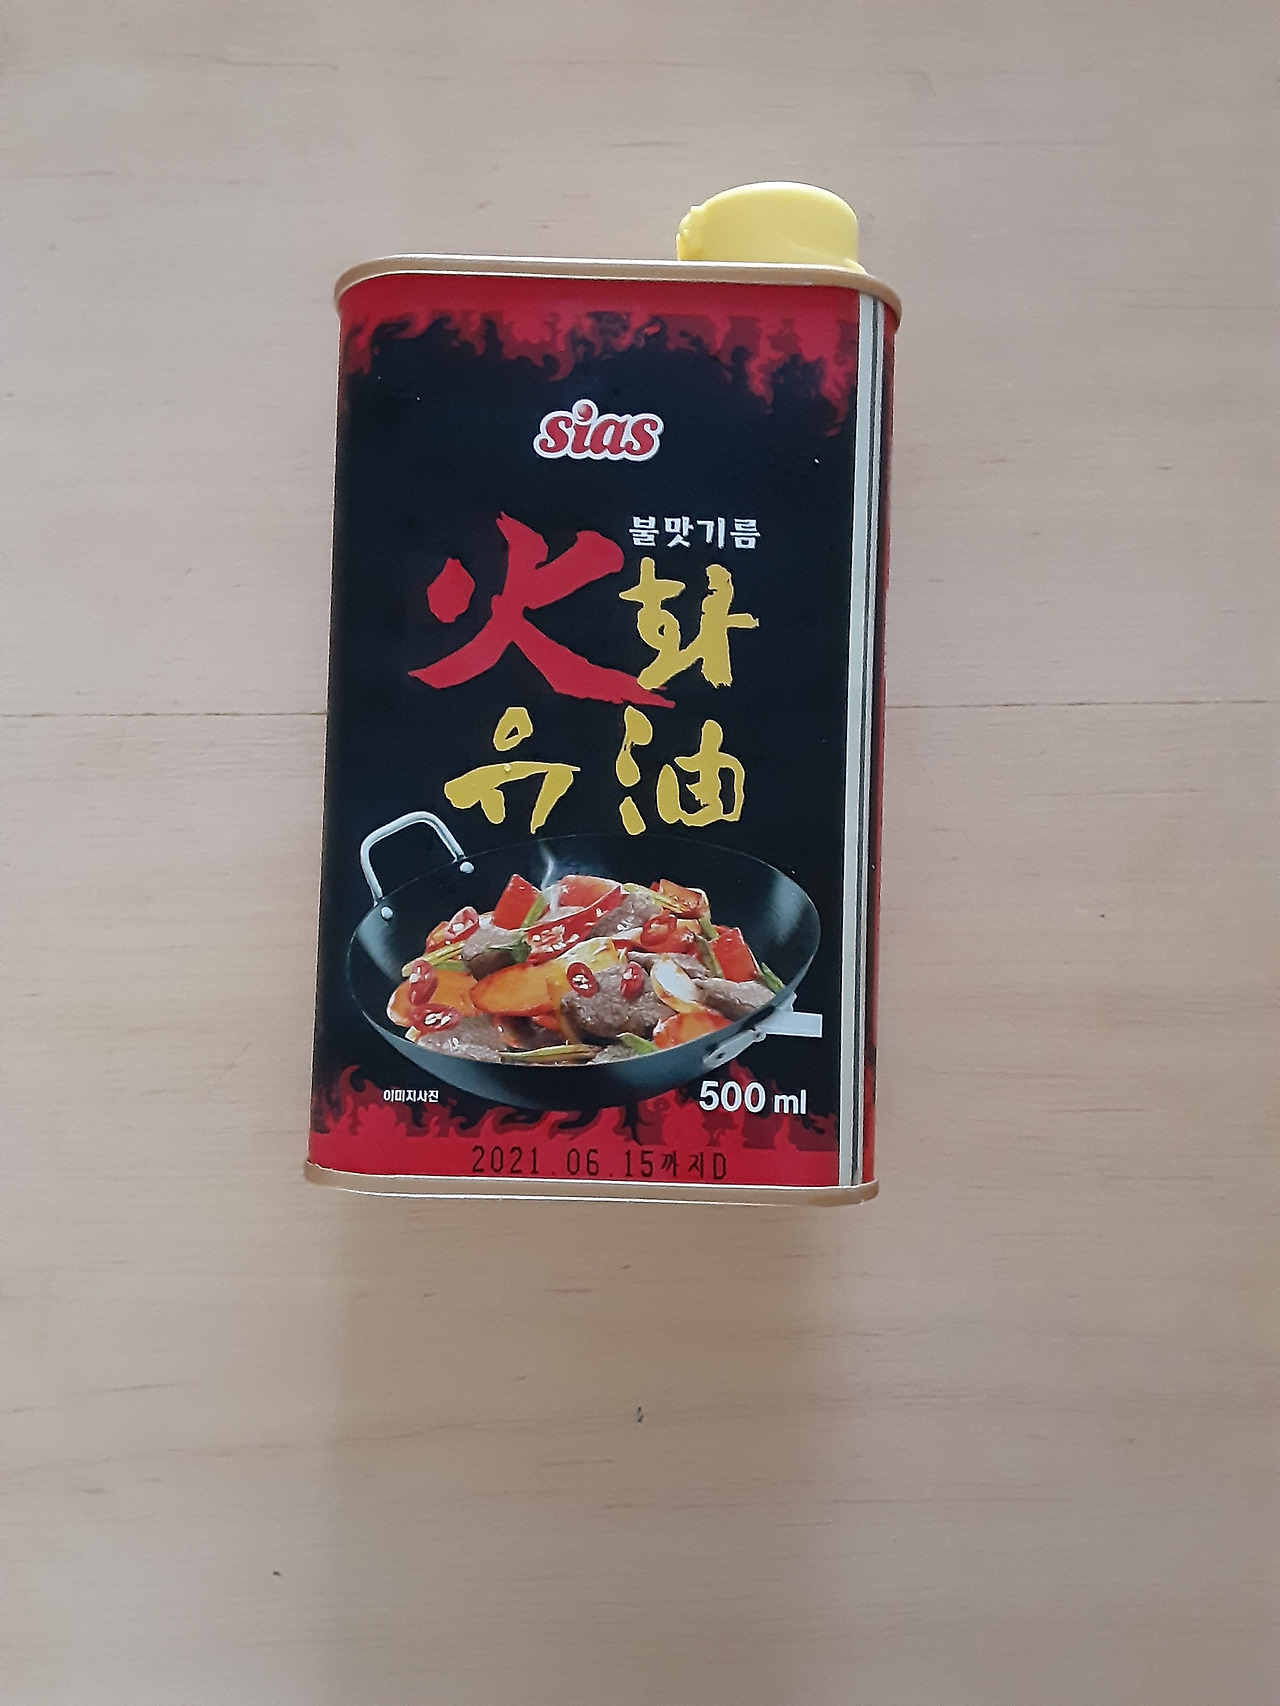 sias
불맛기름
火화
유油
이미지사진
500 ml
2021.06.15까지D